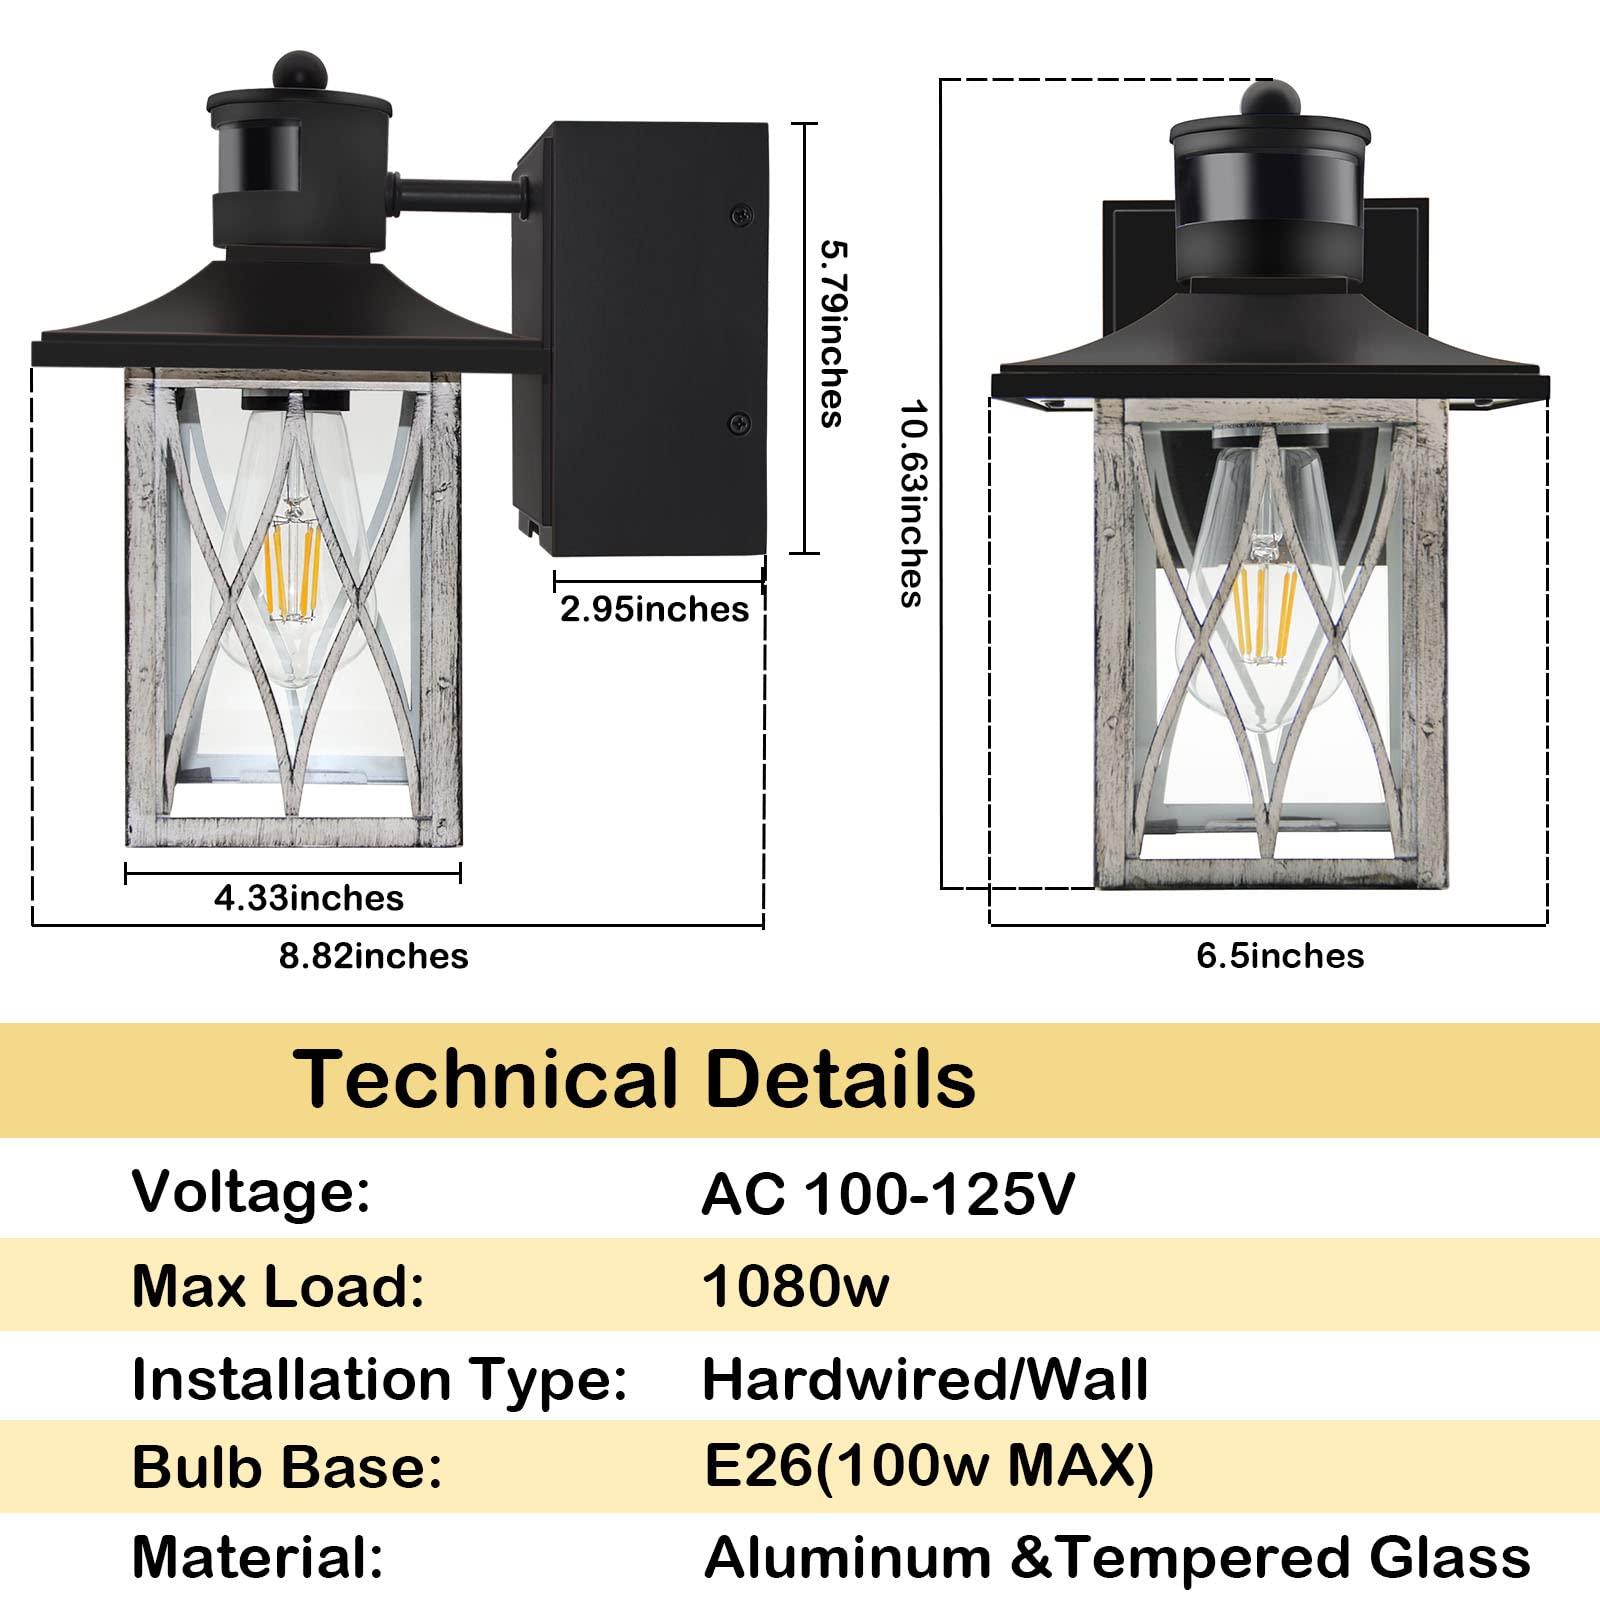 5.79inches
2.95inches
4.33inches
8.82inches
10.63inches
6.5inches
Technical Details
Voltage: AC 100-125V
Max Load: 1080w
Installation Type: Hardwired/Wall
Bulb Base: E26(100w MAX)
Material: Aluminum &Tempered Glass